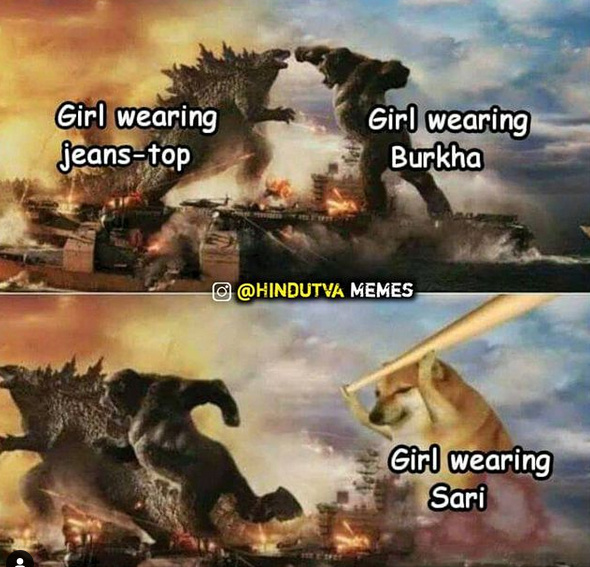 Girl wearing
jeans-top
Girl wearing
Burkha
@HINDUTVA MEMES
Girl wearing
Sari